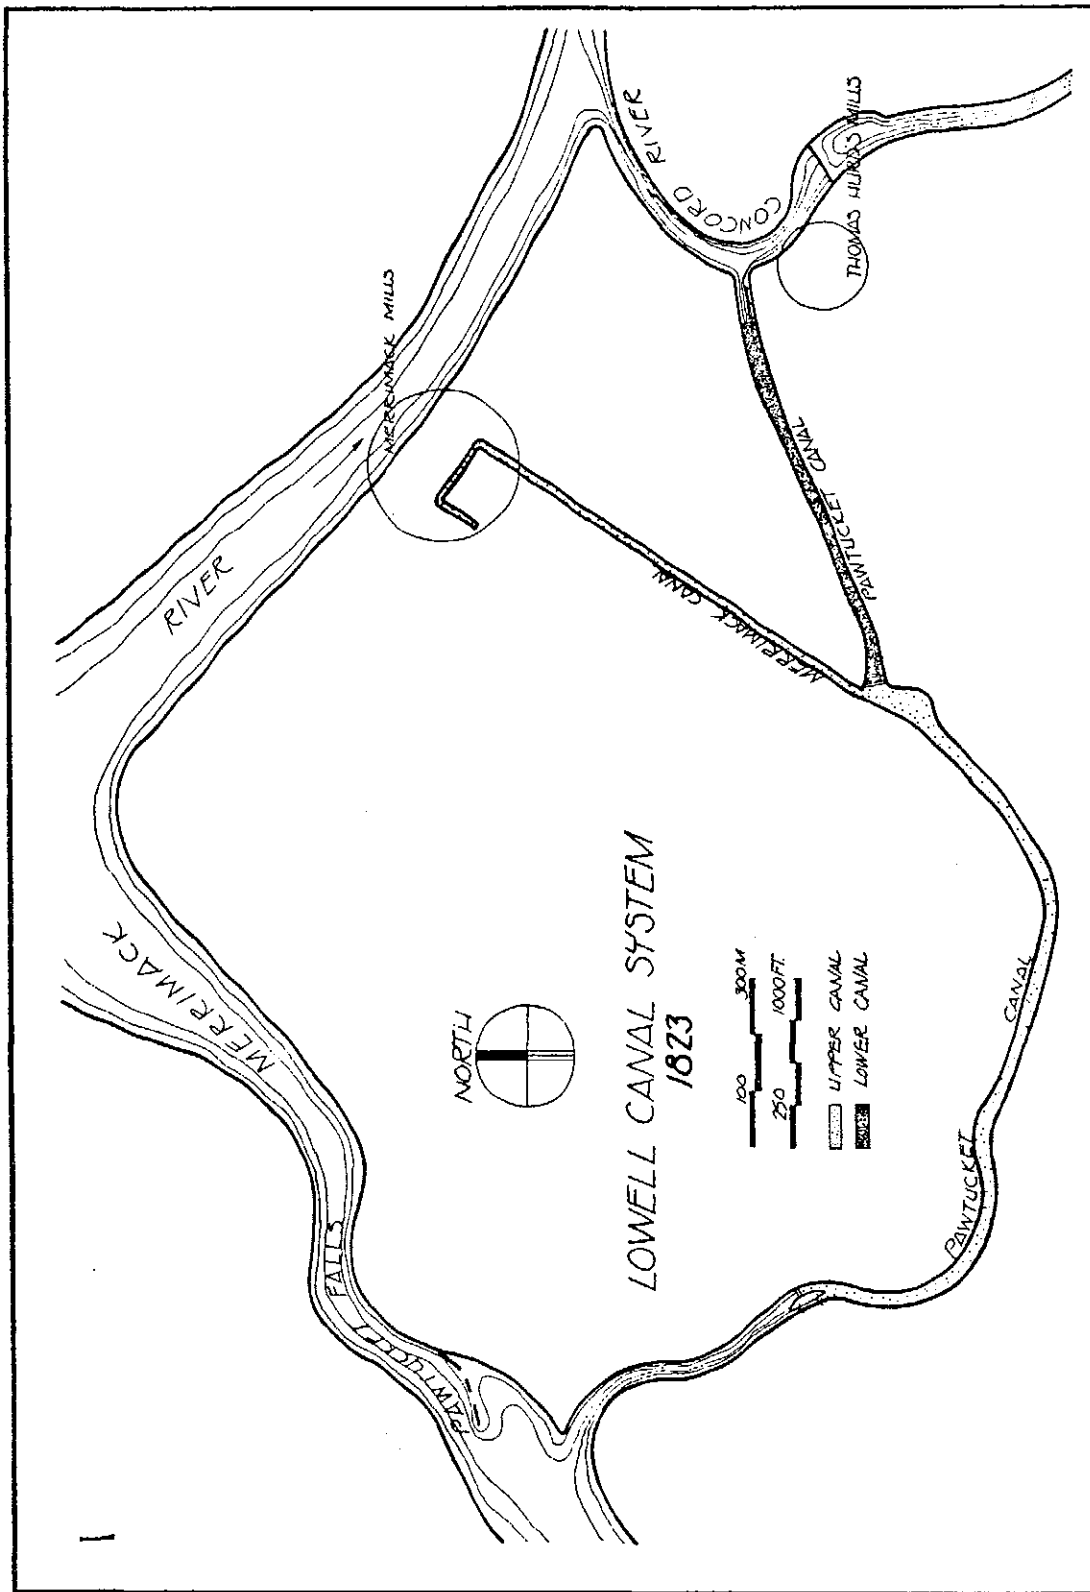 MERRIMACK
RIVER
PAWTUCKET FALLS
MERRIMACK MILLS
CONCORD
RIVER
THOMAS HURDS MILLS
MERRIMACK CANAL
PAWTUCKET CANAL
PAWTUCKET
CANAL
NORTH
LOWELL CANAL SYSTEM
1823
100 300M
250 1000FT.
UPPER CANAL
LOWER CANAL